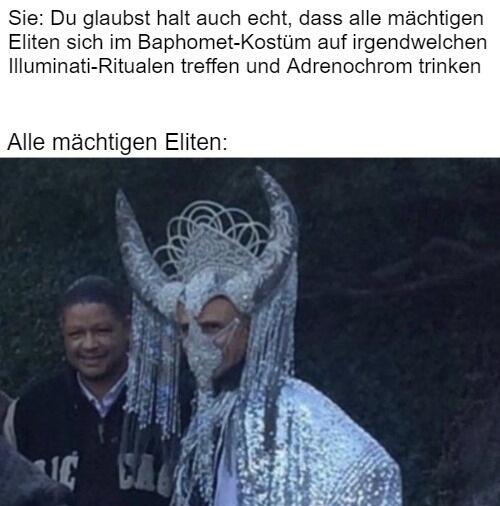 Sie: Du glaubst halt auch echt, dass alle mächtigen
Eliten sich im Baphomet-Kostüm auf irgendwelchen
Illuminati-Ritualen treffen und Adrenochrom trinken
Alle mächtigen Eliten: